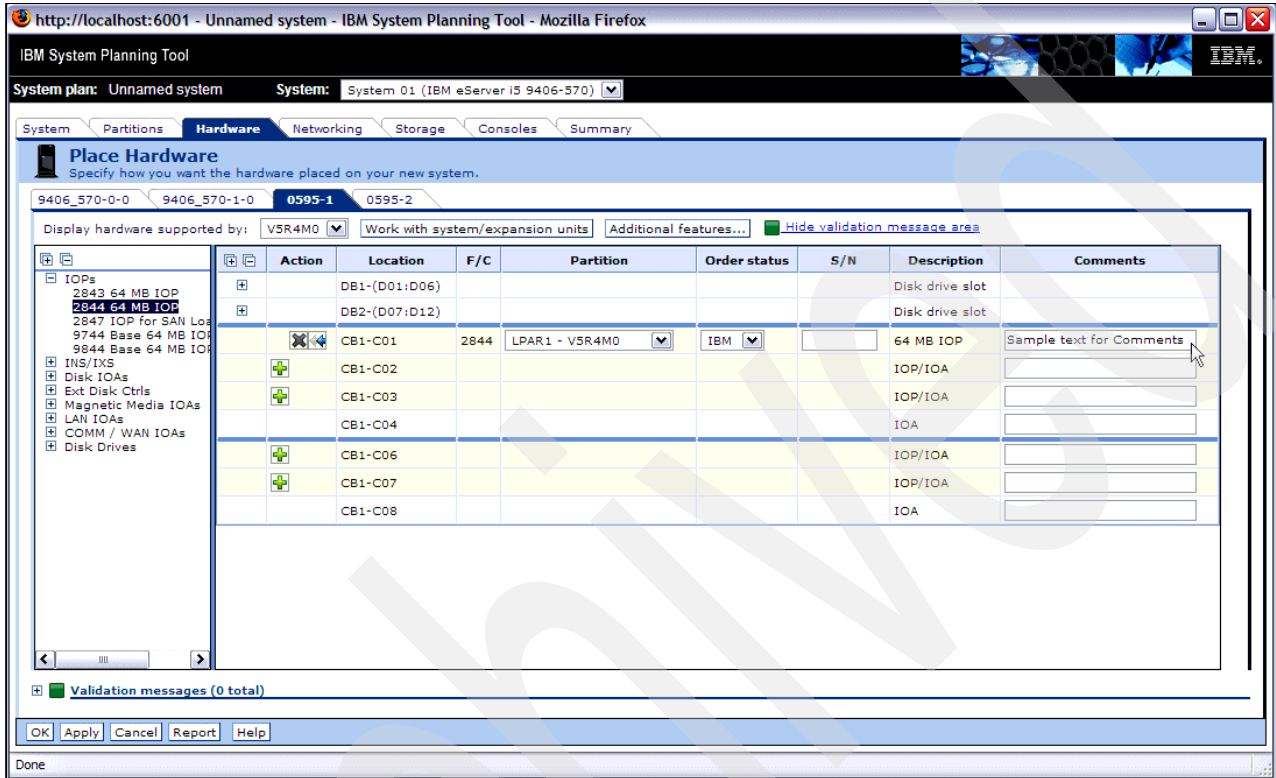 http://localhost:6001 - Unnamed system - IBM System Planning Tool - Mozilla Firefox
IBM System Planning Tool
IBM.
System plan: Unnamed system System: System 01 (IBM eServer i5 9406-570)
System Partitions Hardware Networking Storage Consoles Summary
Place Hardware
Specify how you want the hardware placed on your new system.
9406_570-0-0 9406_570-1-0 0595-1 0595-2
Display hardware supported by: V5R4M0 Work with system/expansion units Additional features... Hide validation message area
IOPs
2843 64 MB IOP
2844 64 MB IOP
2847 IOP for SAN Loa
9744 Base 64 MB IOP
9844 Base 64 MB IOP
INS/IXS
Disk IOAs
Ext Disk Ctrls
Magnetic Media IOAs
LAN IOAs
COMM / WAN IOAs
Disk Drives
Action Location F/C Partition Order status S/N Description Comments
DB1-(D01:D06) Disk drive slot
DB2-(D07:D12) Disk drive slot
CB1-C01 2844 LPAR1 - V5R4M0 IBM 64 MB IOP Sample text for Comments
CB1-C02 IOP/IOA
CB1-C03 IOP/IOA
CB1-C04 IOA
CB1-C06 IOP/IOA
CB1-C07 IOP/IOA
CB1-C08 IOA
Validation messages (0 total)
OK Apply Cancel Report Help
Done